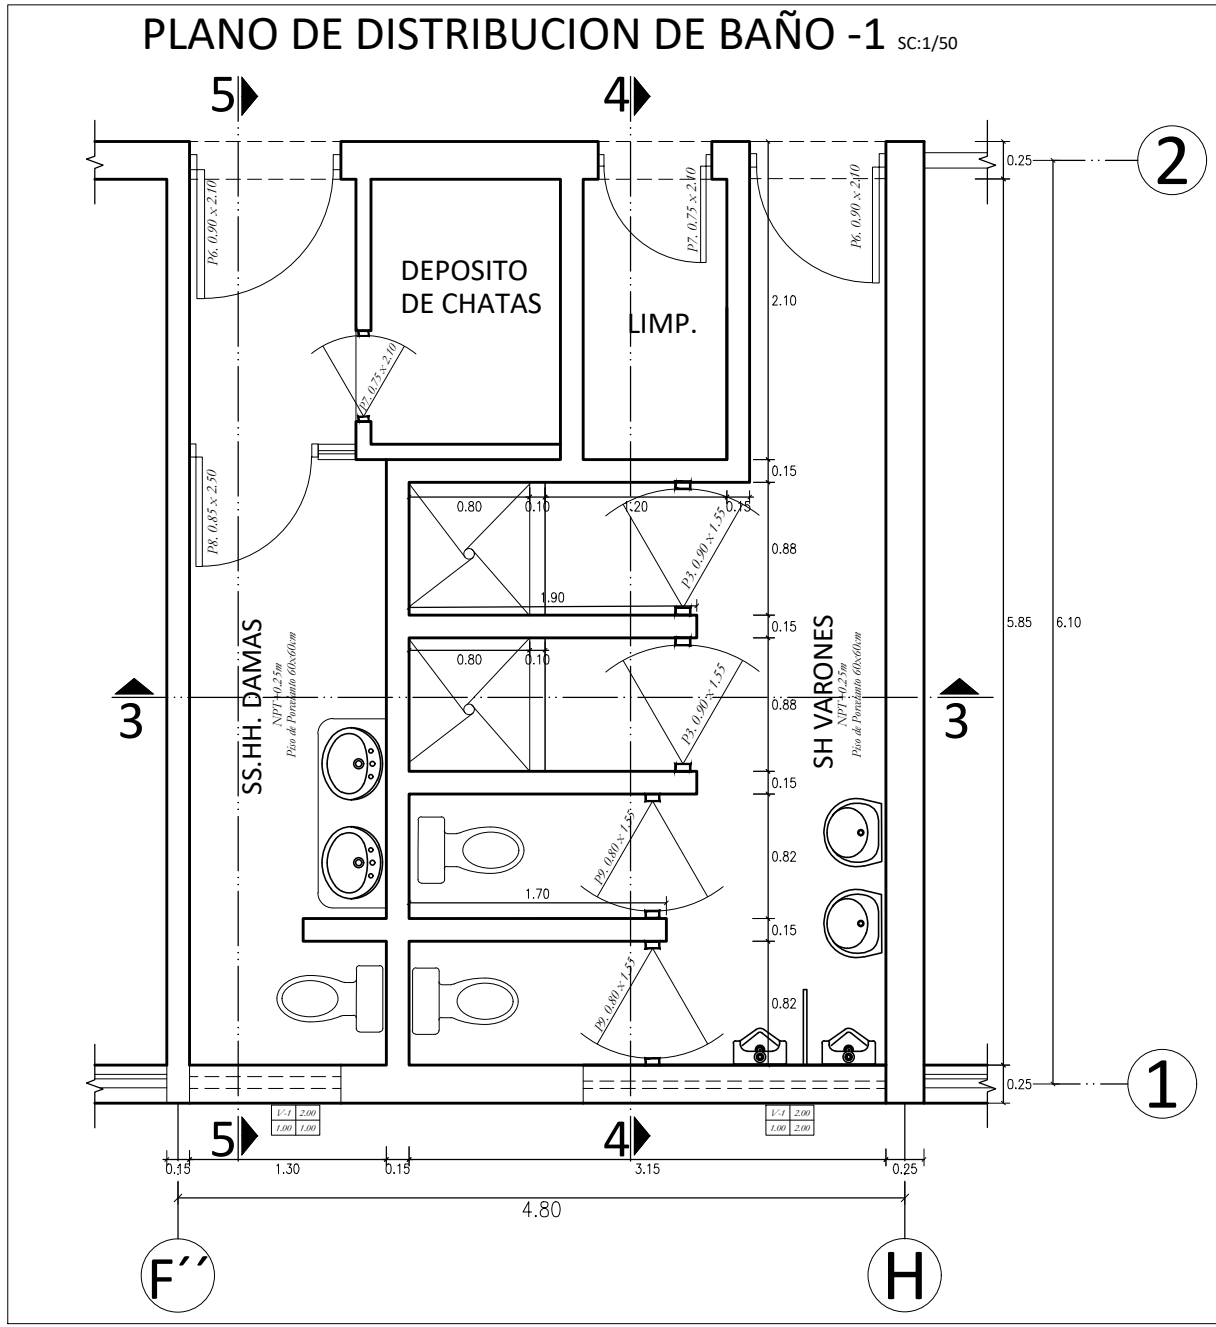 PLANO DE DISTRIBUCION DE BAÑO -1 SC:1/50
5
4
2
0.25
P6. 0.90 x 2.10
P7. 0.75 x 2.10
P6. 0.90 x 2.10
DEPOSITO
DE CHATAS
LIMP.
2.10
P7. 0.75 x 2.10
P8. 0.85 x 2.50
0.15
0.80
0.10
1.20
0.15
P3. 0.90 x 1.55
0.88
1.90
0.15
5.85
6.10
SS.HH. DAMAS
NPT+0.25m
Piso de Porcelanto 60x60cm
SH VARONES
NPT+0.25m
Piso de Porcelanto 60x60cm
0.80
0.10
P3. 0.90 x 1.55
0.88
3
3
0.15
P9. 0.80 x 1.55
0.82
1.70
0.15
P9. 0.80 x 1.55
0.82
0.25
1
V-1 2.00
1.00 1.00
V-1 2.00
1.00 2.00
5
4
0.15
1.30
0.15
3.15
0.25
4.80
F´´
H